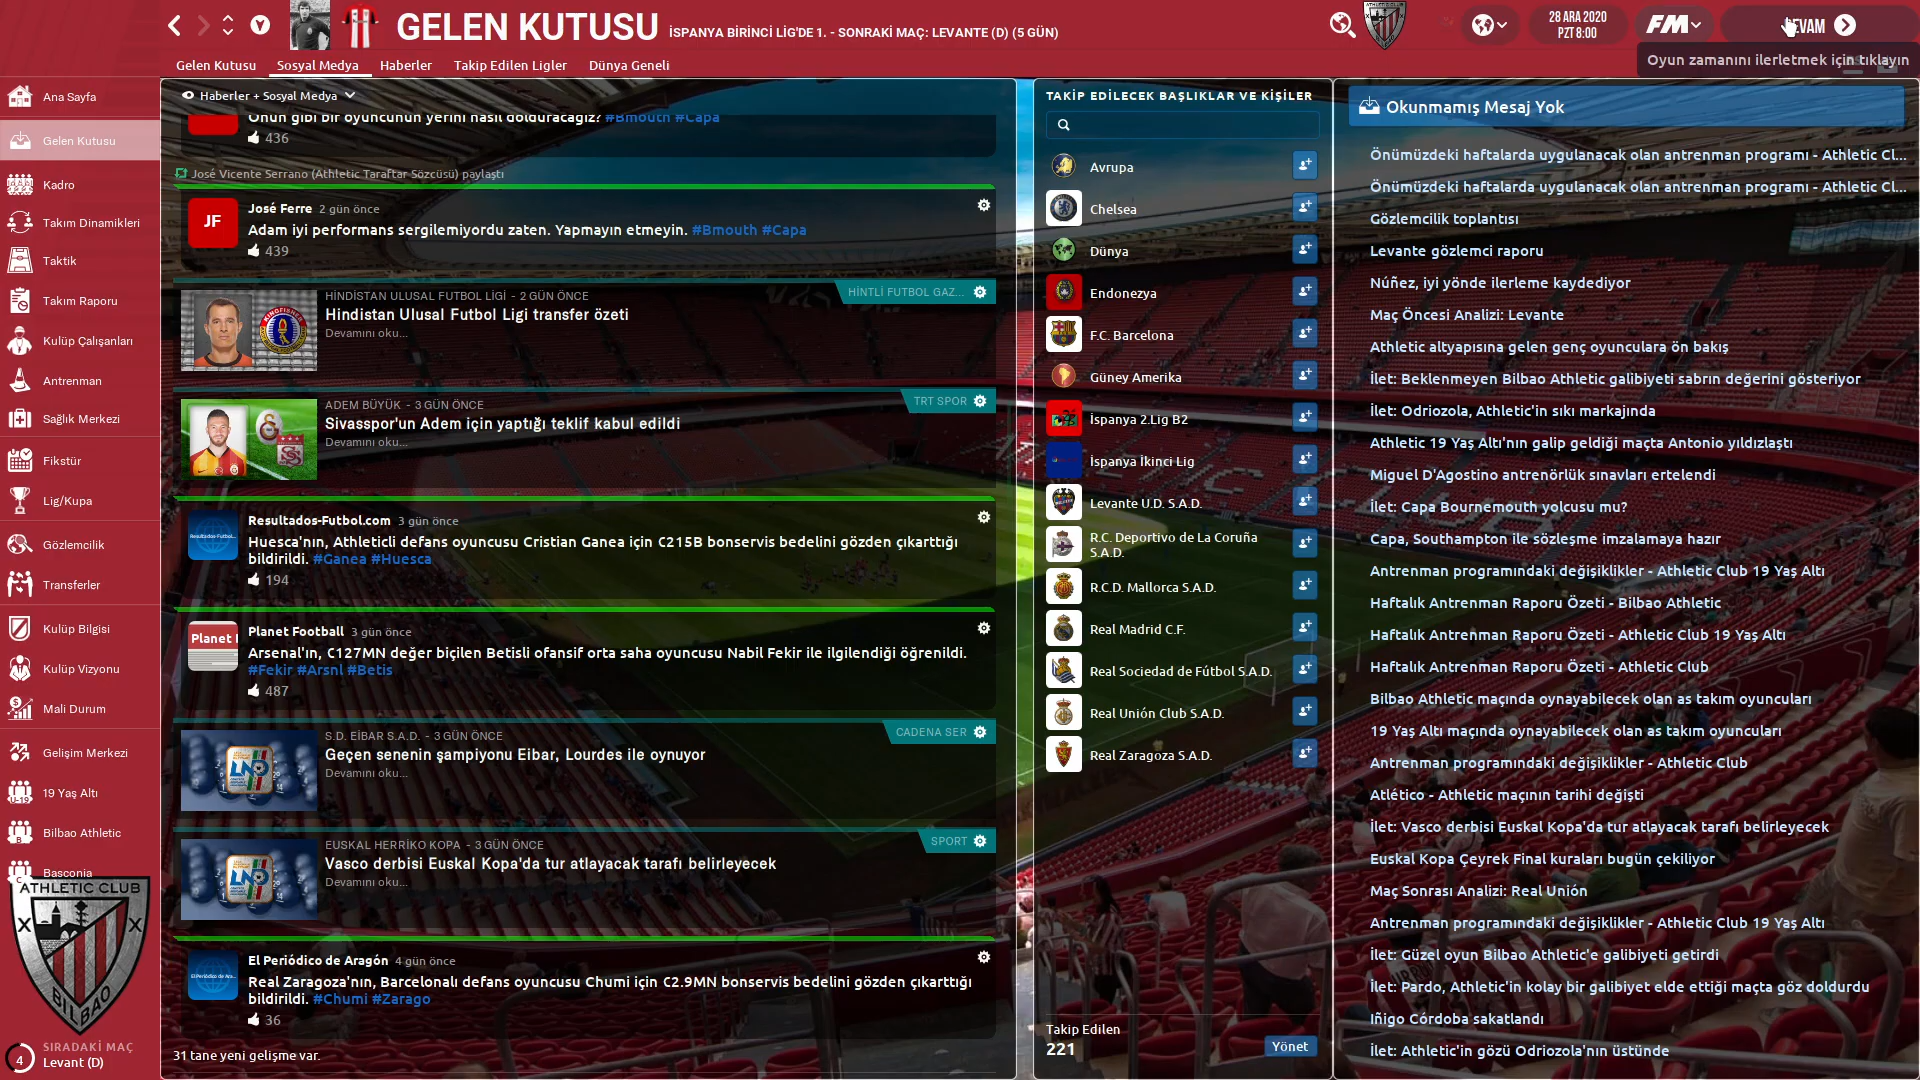 GELEN KUTUSU
İSPANYA BİRİNCİ LİG'DE 1. - SONRAKİ MAÇ: LEVANTE (D) (5 GÜN)
28 ARA 2020
PZT 8:00
FM
Oyun zamanını ilerletmek için tıklayın
Gelen Kutusu
Sosyal Medya
Haberler
Takip Edilen Ligler
Dünya Geneli
Ana Sayfa
Gelen Kutusu
Kadro
Takım Dinamikleri
Taktik
Takım Raporu
Kulüp Çalışanları
Antrenman
Sağlık Merkezi
Fikstür
Lig/Kupa
Gözlemcilik
Transferler
Kulüp Bilgisi
Kulüp Vizyonu
Mali Durum
Gelişim Merkezi
19 Yaş Altı
Bilbao Athletic
Basconia
ATHLETIC CLUB
BILBAO
4
SIRADAKİ MAÇ
Levant (D)
Haberler + Sosyal Medya
Onun gibi bir oyuncunun yerini nasıl dolduracağız? #Bmouth #Capa
436
José Vicente Serrano (Athletic Taraftar Sözcüsü) paylaştı
JF
José Ferre 2 gün önce
Adam iyi performans sergilemiyordu zaten. Yapmayın etmeyin. #Bmouth #Capa
439
HİNDİSTAN ULUSAL FUTBOL LİGİ - 2 GÜN ÖNCE
HİNTLİ FUTBOL GAZ...
Hindistan Ulusal Futbol Ligi transfer özeti
Devamını oku...
ADEM BÜYÜK - 3 GÜN ÖNCE
TRT SPOR
Sivasspor'un Adem için yaptığı teklif kabul edildi
Devamını oku...
Resultados-Futbol.com 3 gün önce
Huesca'nın, Athleticli defans oyuncusu Cristian Ganea için C215B bonservis bedelini gözden çıkarttığı
bildirildi. #Ganea #Huesca
194
Planet Football 3 gün önce
Arsenal'ın, C127MN değer biçilen Betisli ofansif orta saha oyuncusu Nabil Fekir ile ilgilendiği öğrenildi.
#Fekir #Arsnl #Betis
487
S.D. EİBAR S.A.D. - 3 GÜN ÖNCE
CADENA SER
Geçen senenin şampiyonu Eibar, Lourdes ile oynuyor
Devamını oku...
EUSKAL HERRİKO KOPA - 3 GÜN ÖNCE
SPORT
Vasco derbisi Euskal Kopa'da tur atlayacak tarafı belirleyecek
Devamını oku...
El Periódico de Aragón 4 gün önce
Real Zaragoza'nın, Barcelonalı defans oyuncusu Chumi için C2.9MN bonservis bedelini gözden çıkarttığı
bildirildi. #Chumi #Zarago
36
31 tane yeni gelişme var.
TAKİP EDİLECEK BAŞLIKLAR VE KİŞİLER
Avrupa
Chelsea
Dünya
Endonezya
F.C. Barcelona
Güney Amerika
İspanya 2.Lig B2
İspanya İkinci Lig
Levante U.D. S.A.D.
R.C. Deportivo de La Coruña
S.A.D.
R.C.D. Mallorca S.A.D.
Real Madrid C.F.
Real Sociedad de Fútbol S.A.D.
Real Unión Club S.A.D.
Real Zaragoza S.A.D.
Takip Edilen
221
Yönet
Okunmamış Mesaj Yok
Önümüzdeki haftalarda uygulanacak olan antrenman programı - Athletic Cl...
Önümüzdeki haftalarda uygulanacak olan antrenman programı - Athletic Cl...
Gözlemcilik toplantısı
Levante gözlemci raporu
Núñez, iyi yönde ilerleme kaydediyor
Maç Öncesi Analizi: Levante
Athletic altyapısına gelen genç oyunculara ön bakış
İlet: Beklenmeyen Bilbao Athletic galibiyeti sabrın değerini gösteriyor
İlet: Odriozola, Athletic'in sıkı markajında
Athletic 19 Yaş Altı'nın galip geldiği maçta Antonio yıldızlaştı
Miguel D'Agostino antrenörlük sınavları ertelendi
İlet: Capa Bournemouth yolcusu mu?
Capa, Southampton ile sözleşme imzalamaya hazır
Antrenman programındaki değişiklikler - Athletic Club 19 Yaş Altı
Haftalık Antrenman Raporu Özeti - Bilbao Athletic
Haftalık Antrenman Raporu Özeti - Athletic Club 19 Yaş Altı
Haftalık Antrenman Raporu Özeti - Athletic Club
Bilbao Athletic maçında oynayabilecek olan as takım oyuncuları
19 Yaş Altı maçında oynayabilecek olan as takım oyuncuları
Antrenman programındaki değişiklikler - Athletic Club
Atlético - Athletic maçının tarihi değişti
İlet: Vasco derbisi Euskal Kopa'da tur atlayacak tarafı belirleyecek
Euskal Kopa Çeyrek Final kuraları bugün çekiliyor
Maç Sonrası Analizi: Real Unión
Antrenman programındaki değişiklikler - Athletic Club 19 Yaş Altı
İlet: Güzel oyun Bilbao Athletic'e galibiyeti getirdi
İlet: Pardo, Athletic'in kolay bir galibiyet elde ettiği maçta göz doldurdu
Iñigo Córdoba sakatlandı
İlet: Athletic'in gözü Odriozola'nın üstünde